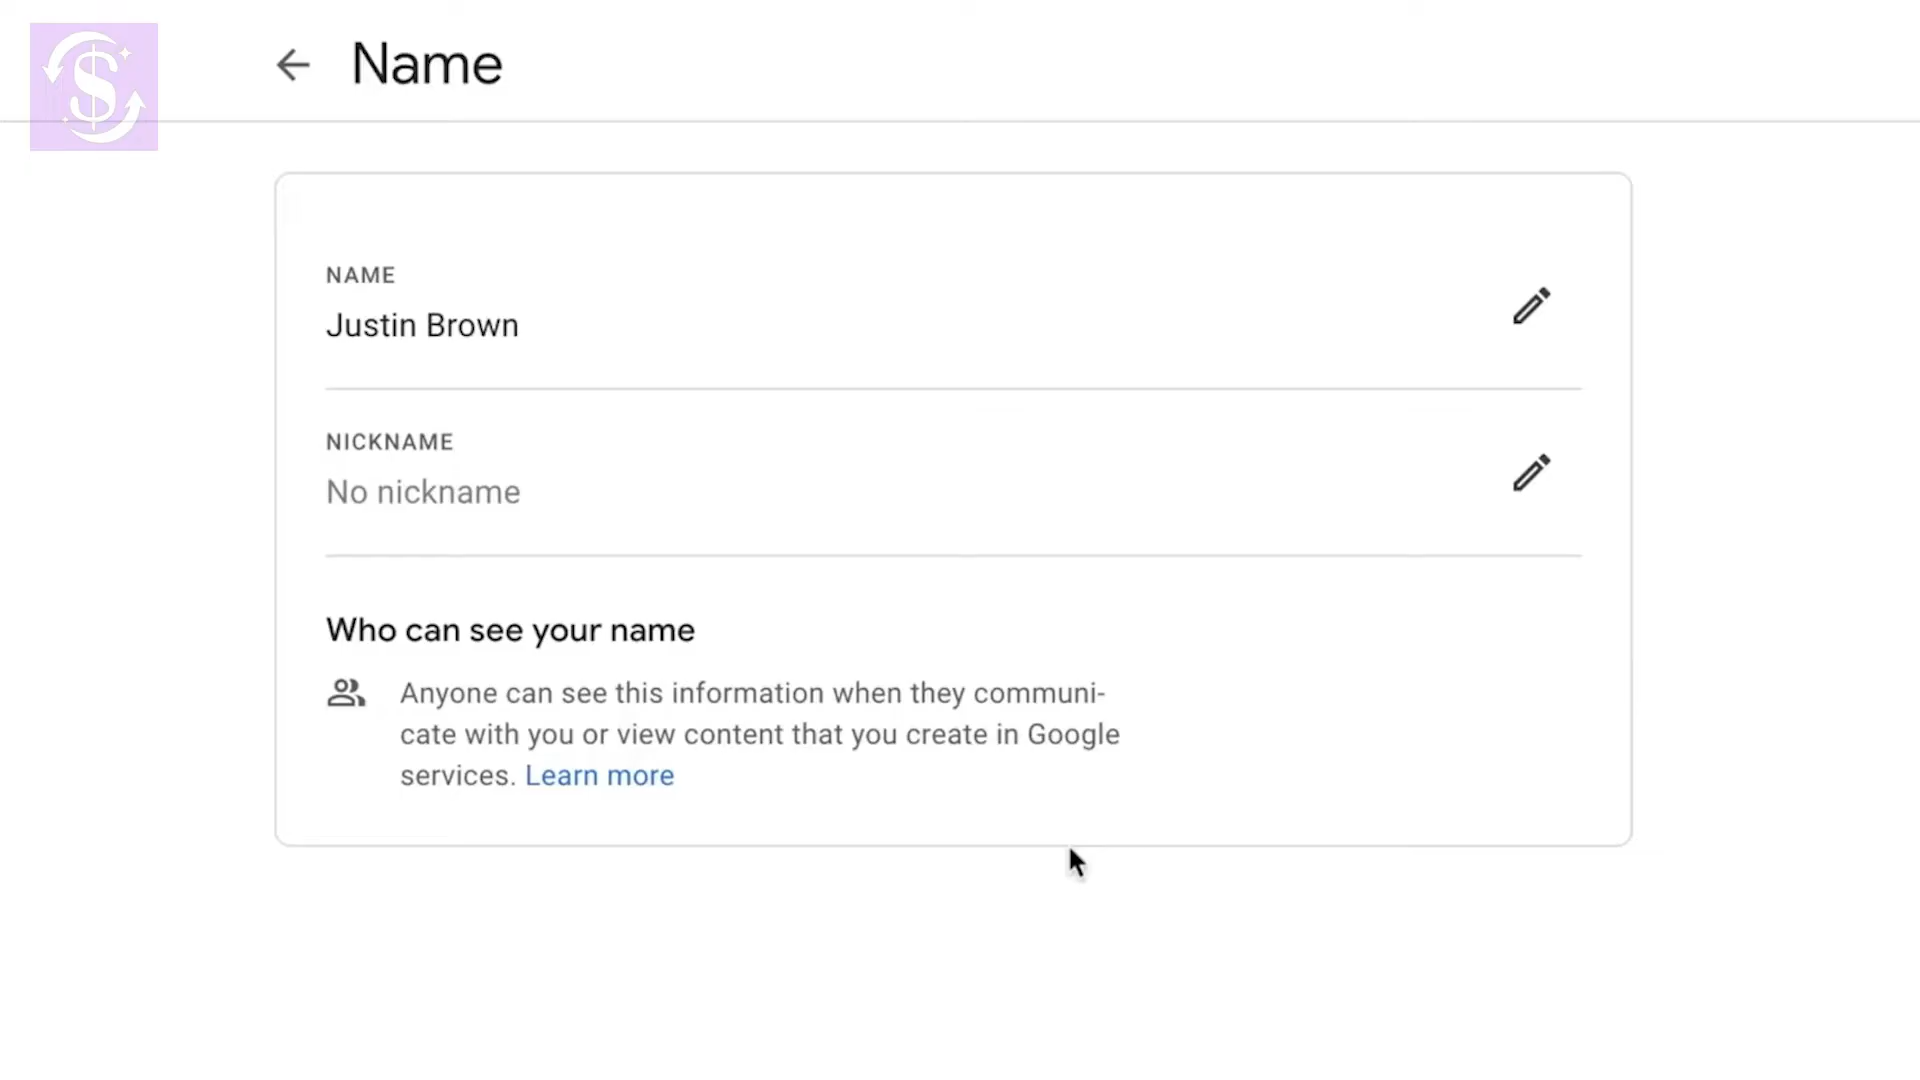 Name
NAME
Justin Brown
NICKNAME
No nickname
Who can see your name
Anyone can see this information when they communi-
cate with you or view content that you create in Google
services. Learn more